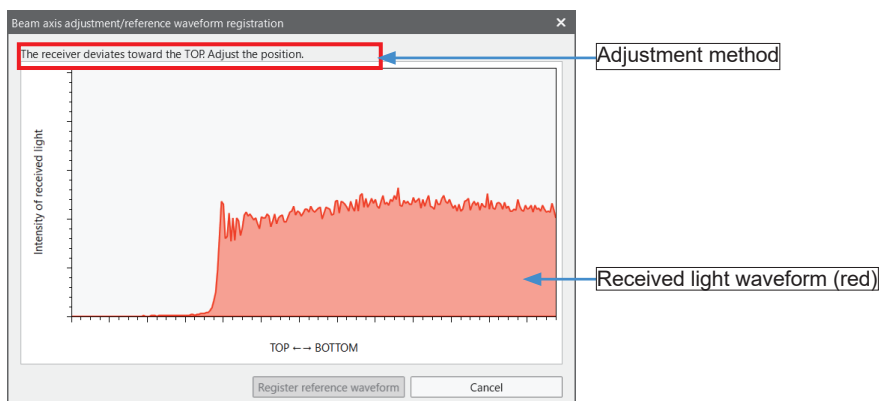 Beam axis adjustment/reference waveform registration
The receiver deviates toward the TOP. Adjust the position.
Adjustment method
Intensity of received light
Received light waveform (red)
TOP ←→ BOTTOM
Register reference waveform
Cancel